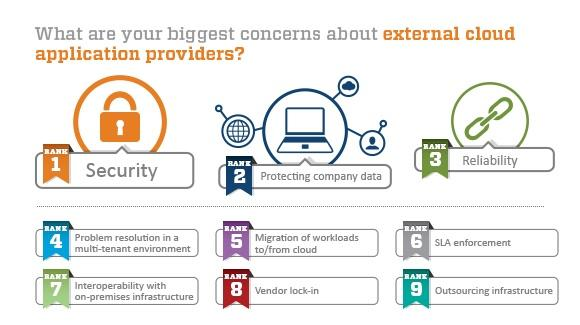 What are your biggest concerns about external cloud
application providers?
RANK
1
Security
RANK
2
Protecting company data
RANK
3
Reliability
RANK
4
Problem resolution in a
multi-tenant environment
RANK
5
Migration of workloads
to/from cloud
RANK
6
SLA enforcement
RANK
7
Interoperability with
on-premises infrastructure
RANK
8
Vendor lock-in
RANK
9
Outsourcing infrastructure